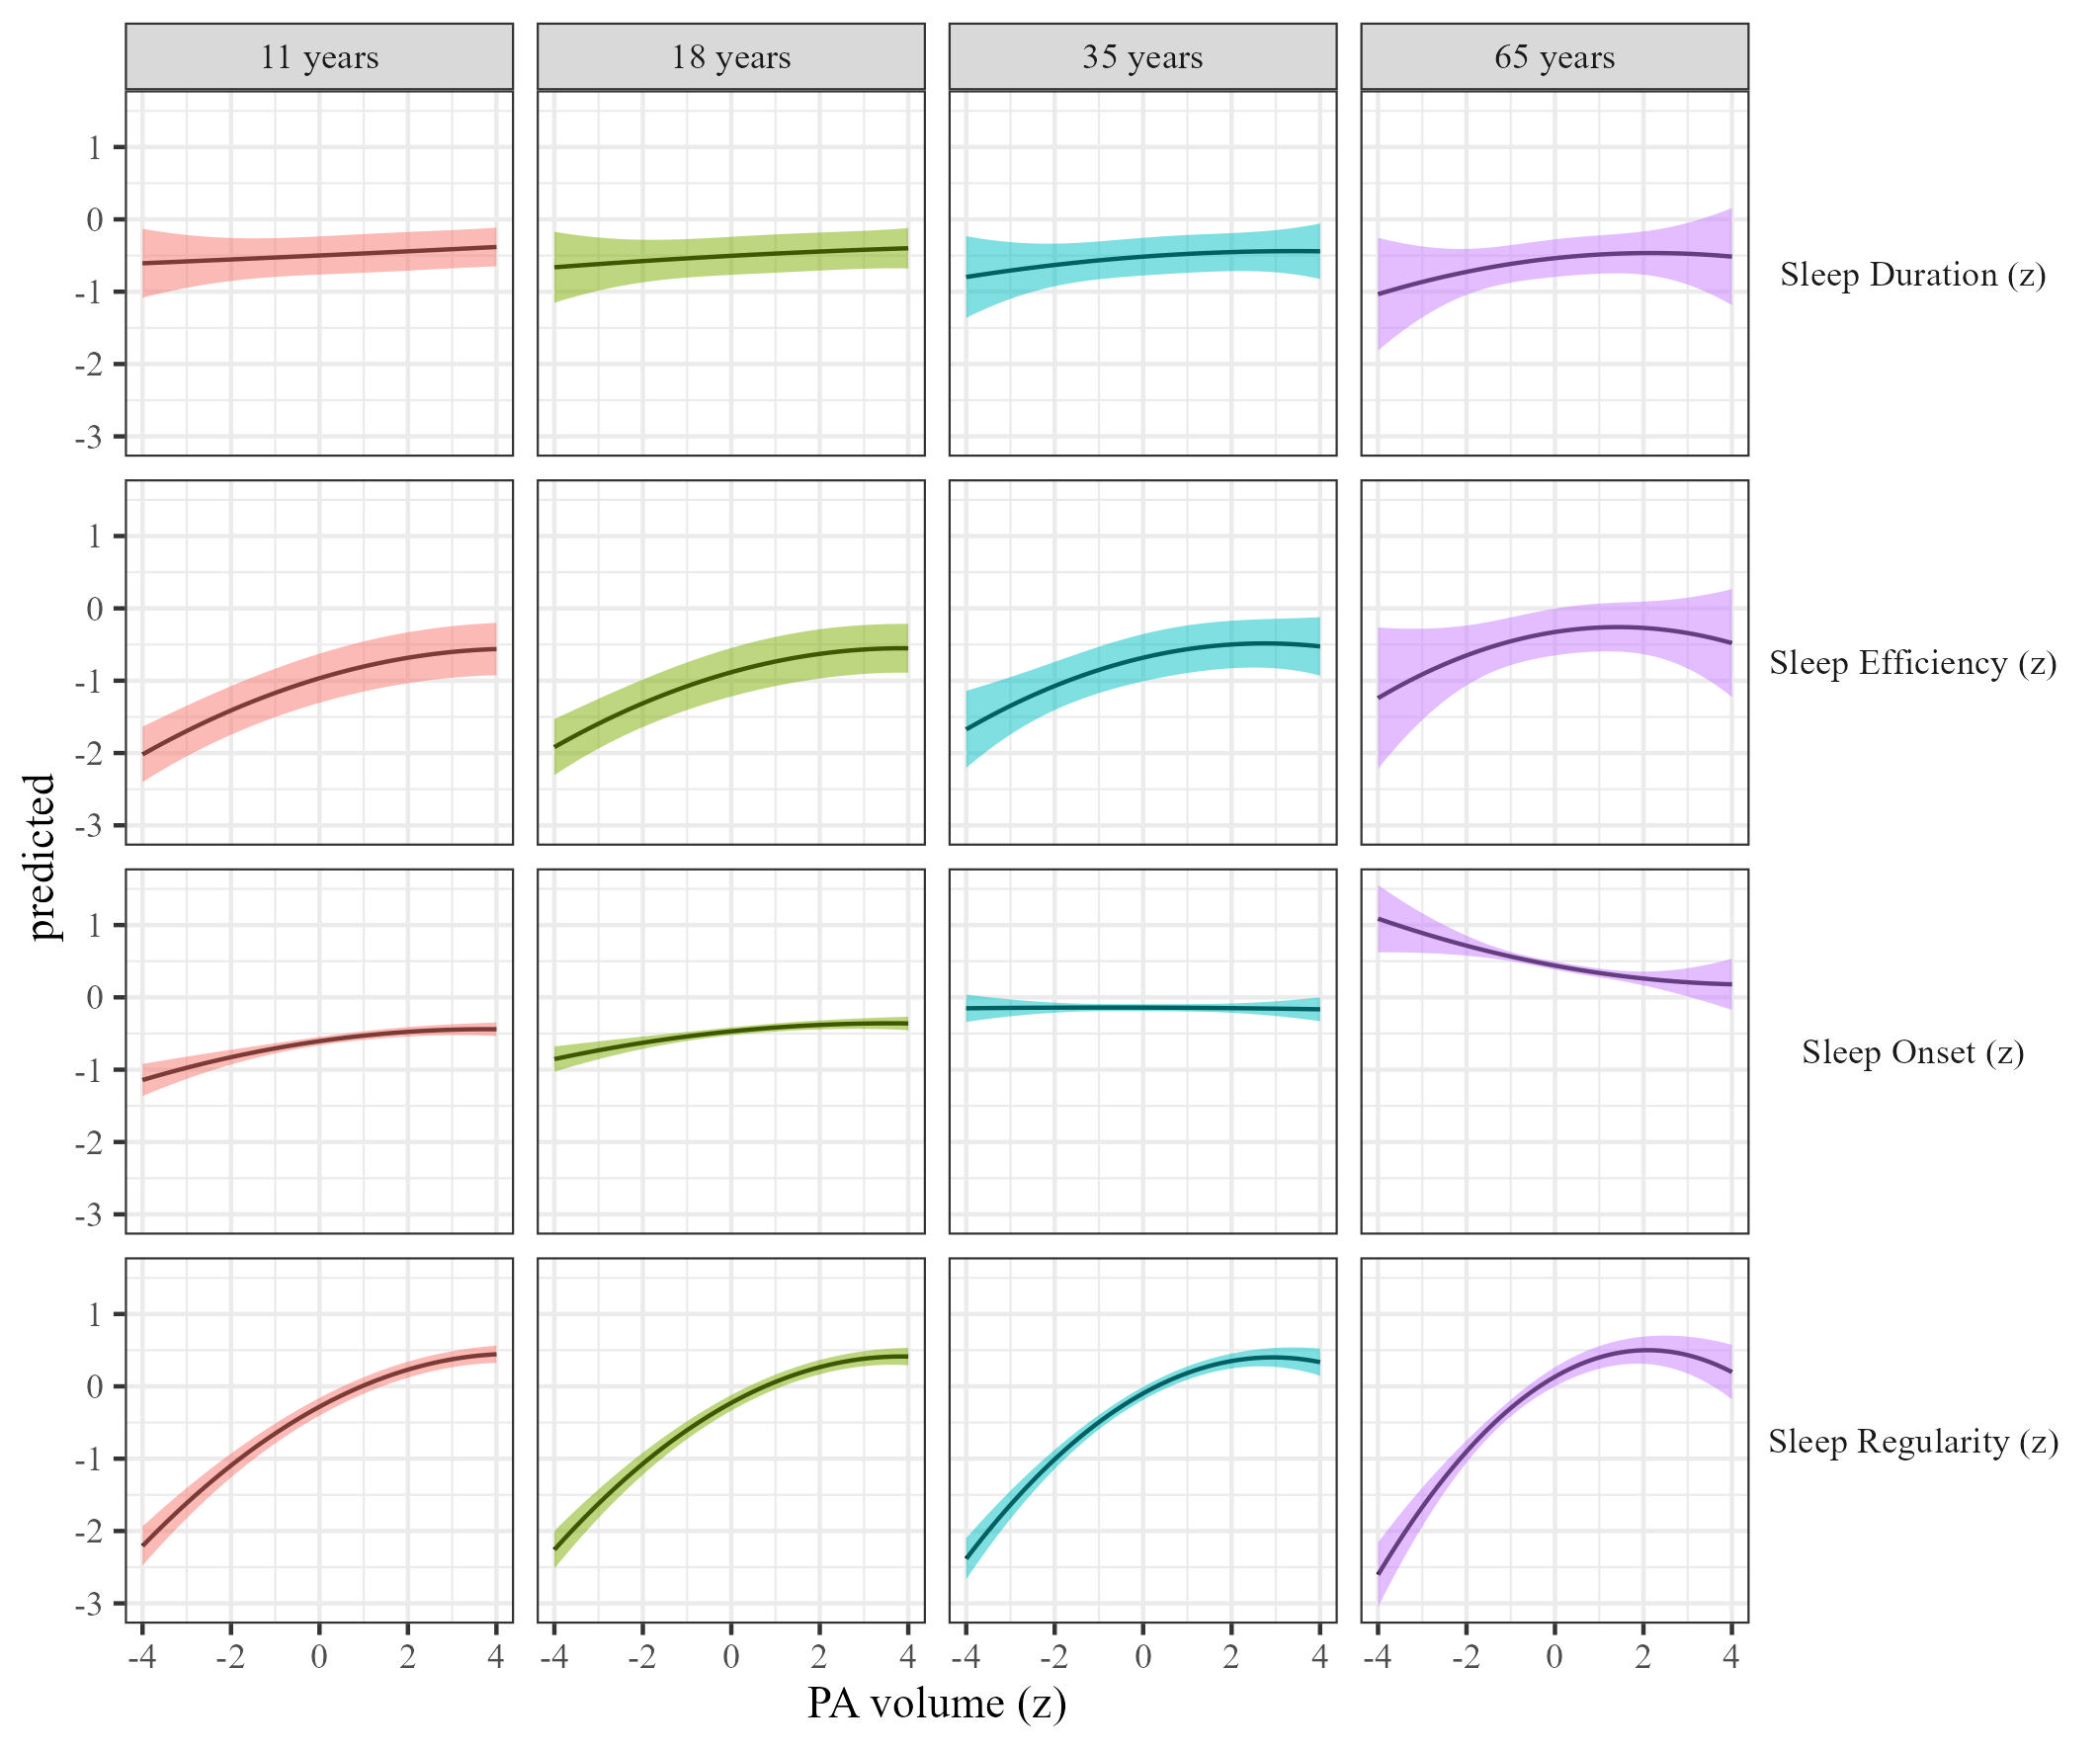 11 years 18 years 35 years 65 years
1
0
-1
-2
-3
Sleep Duration (z)
1
0
-1
-2
-3
Sleep Efficiency (z)
predicted
1
0
-1
-2
-3
Sleep Onset (z)
1
0
-1
-2
-3
Sleep Regularity (z)
-4 -2 0 2 4 -4 -2 0 2 4 -4 -2 0 2 4 -4 -2 0 2 4
PA volume (z)